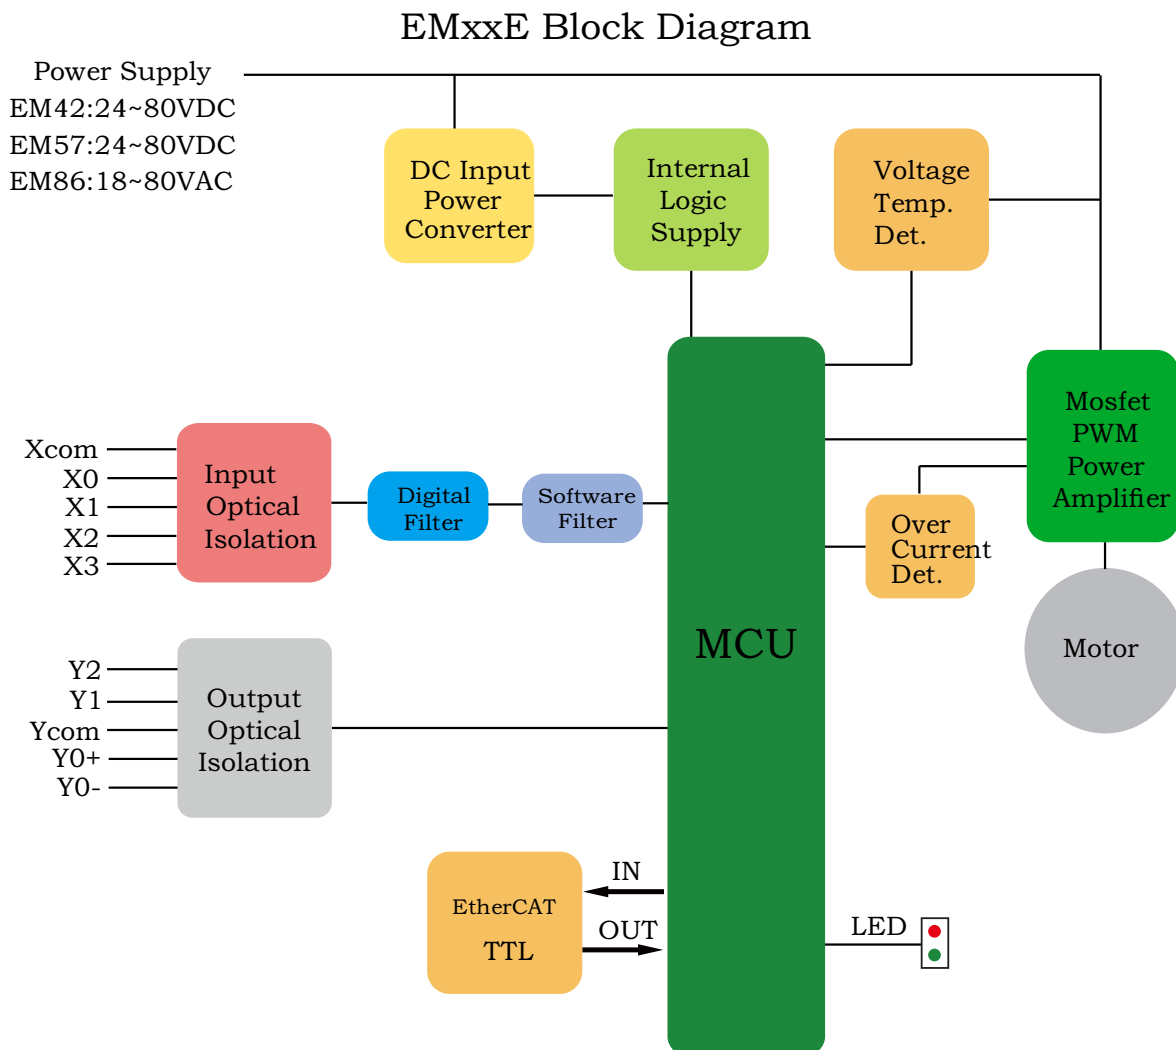 EMxxE Block Diagram
Power Supply
EM42:24~80VDC
EM57:24~80VDC
EM86:18~80VAC
DC Input
Power
Converter
Internal
Logic
Supply
Voltage
Temp.
Det.
Mosfet
PWM
Power
Amplifier
Xcom
X0
X1
X2
X3
Input
Optical
Isolation
Digital
Filter
Software
Filter
Over
Current
Det.
MCU
Motor
Y2
Y1
Ycom
Y0+
Y0-
Output
Optical
Isolation
EtherCAT
TTL
IN
OUT
LED